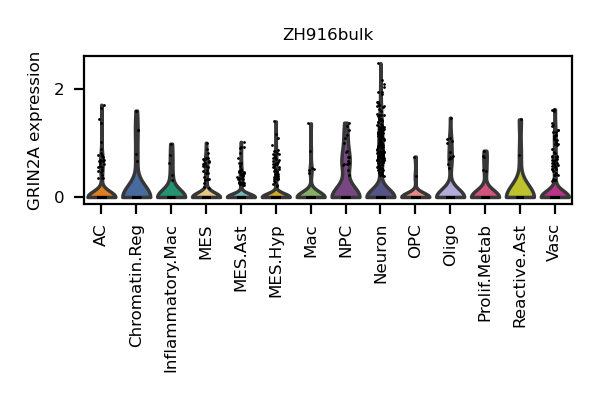 ZH916bulk
GRIN2A expression
2
0
AC
Chromatin.Reg
Inflammatory.Mac
MES
MES.Ast
MES.Hyp
Mac
NPC
Neuron
OPC
Oligo
Prolif.Metab
Reactive.Ast
Vasc